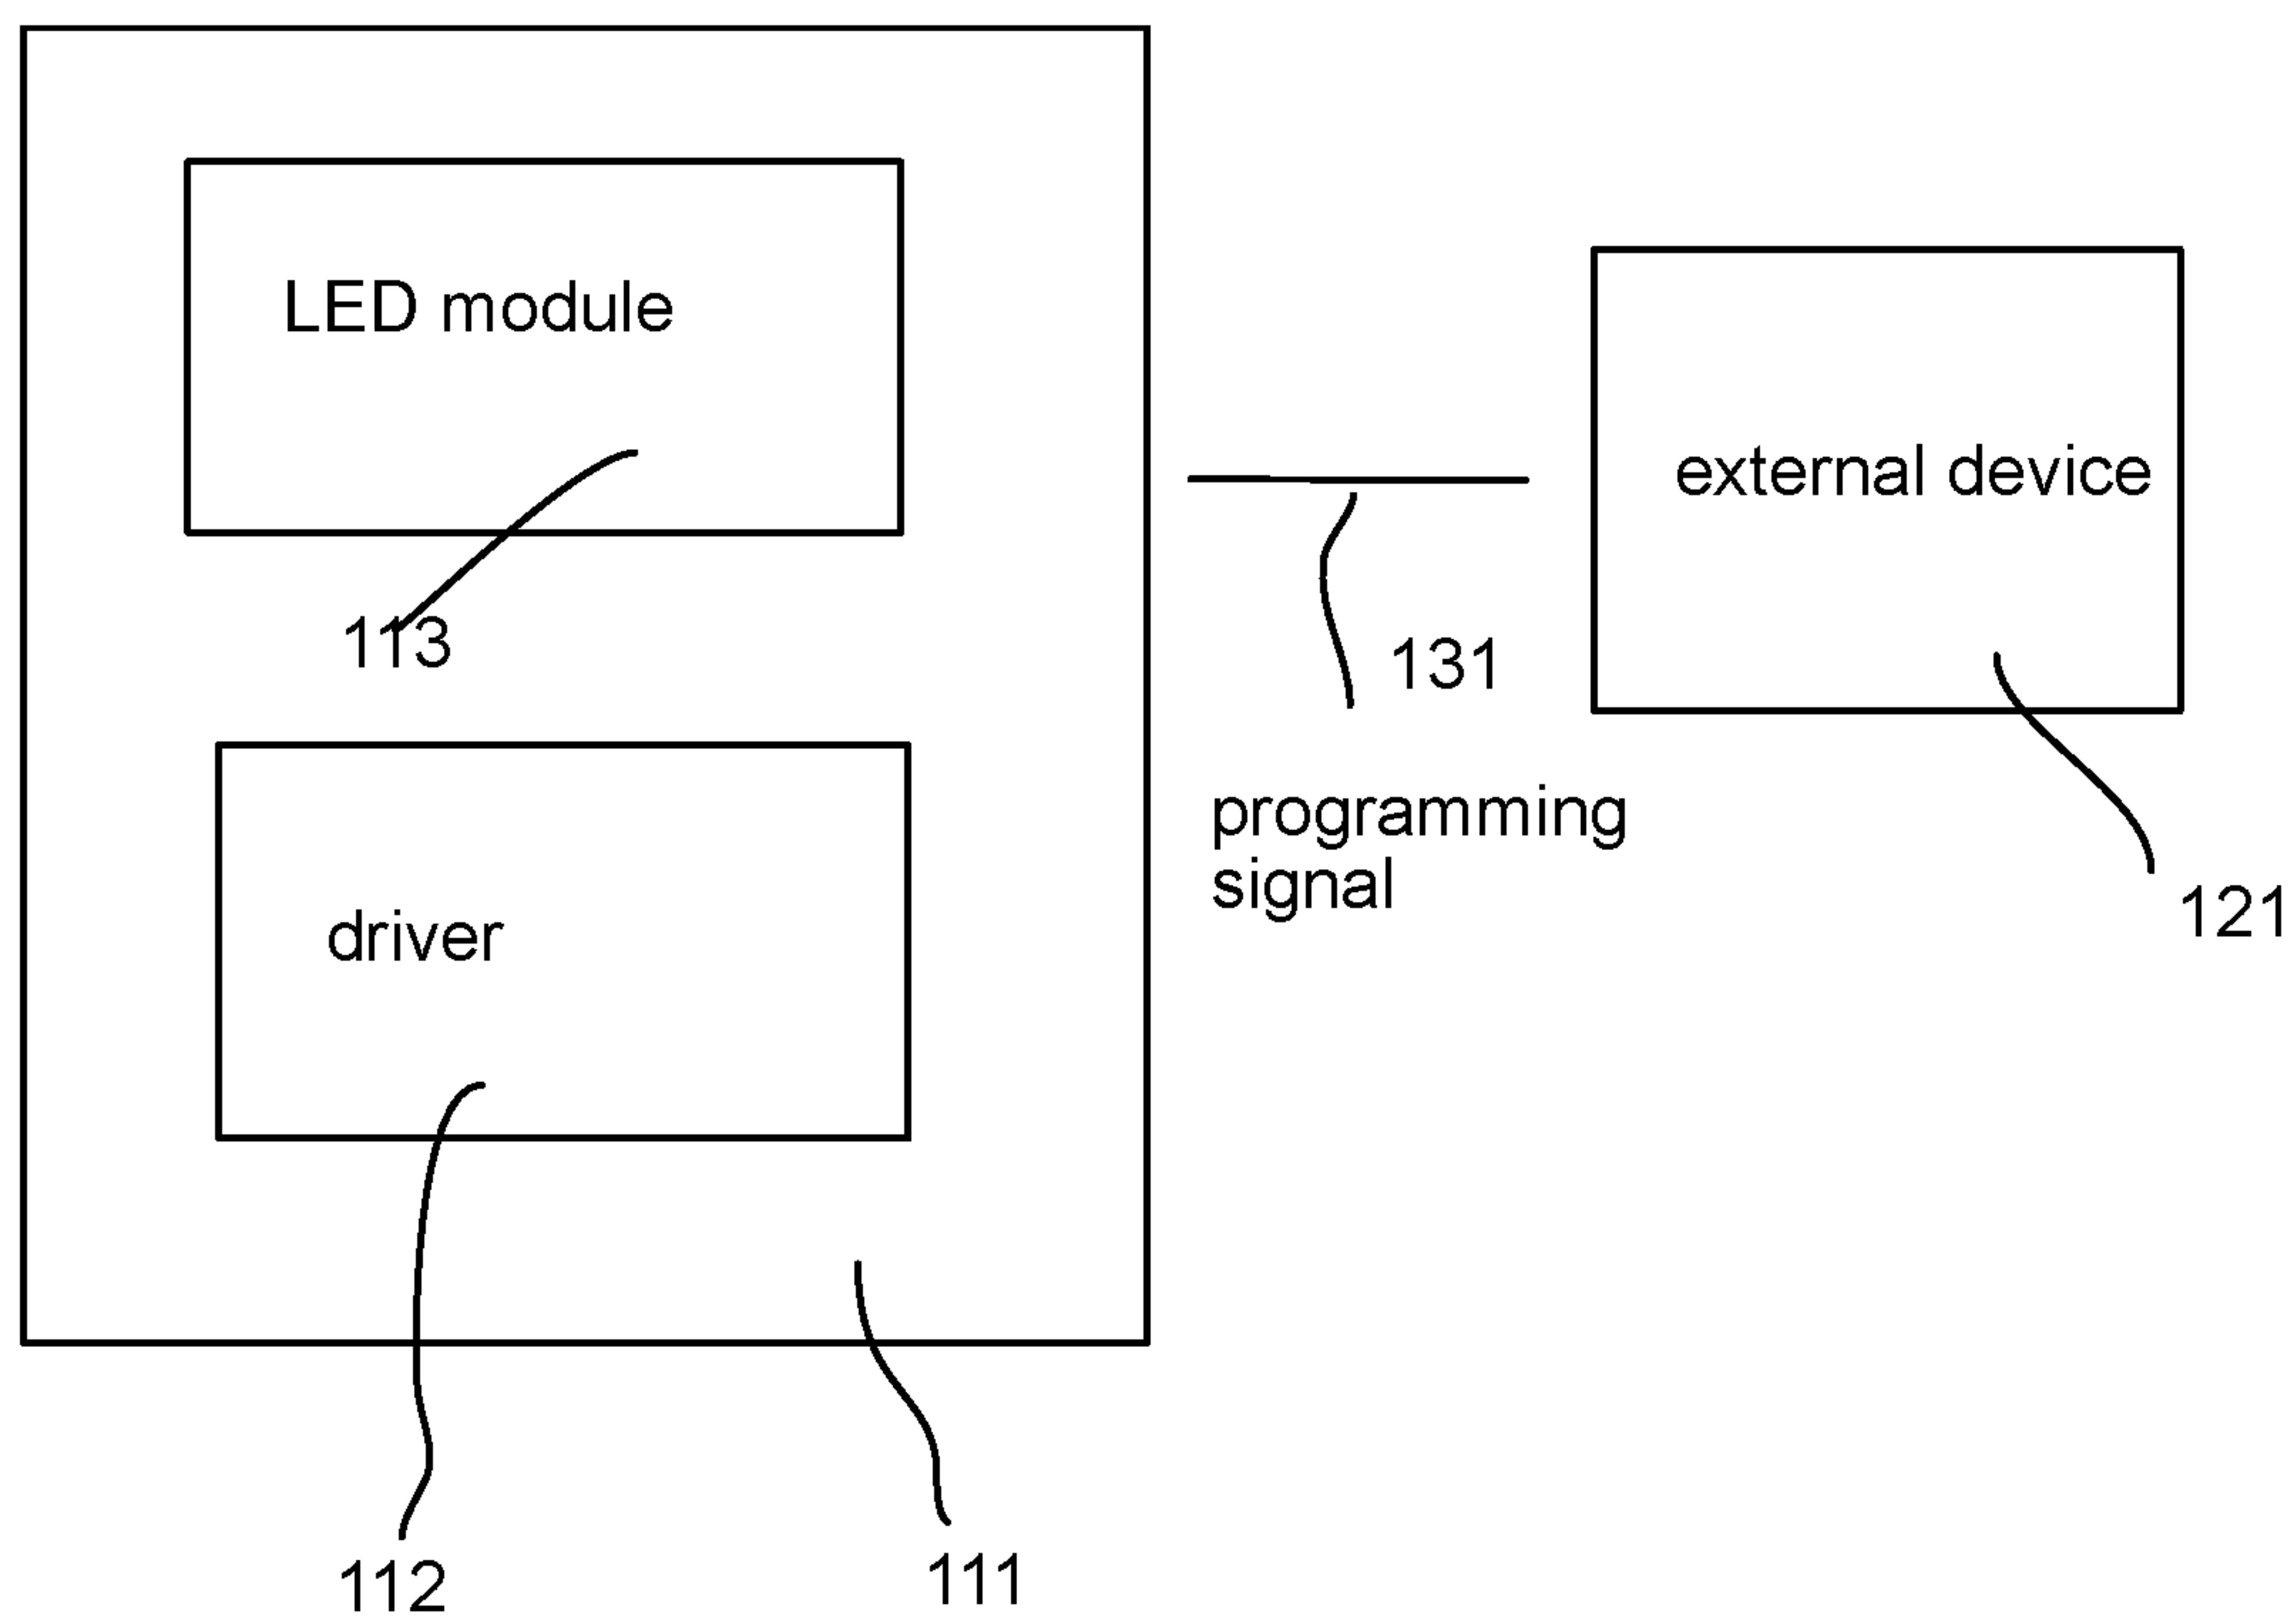 LED module
external device
113
131
programming
signal
121
driver
112
111